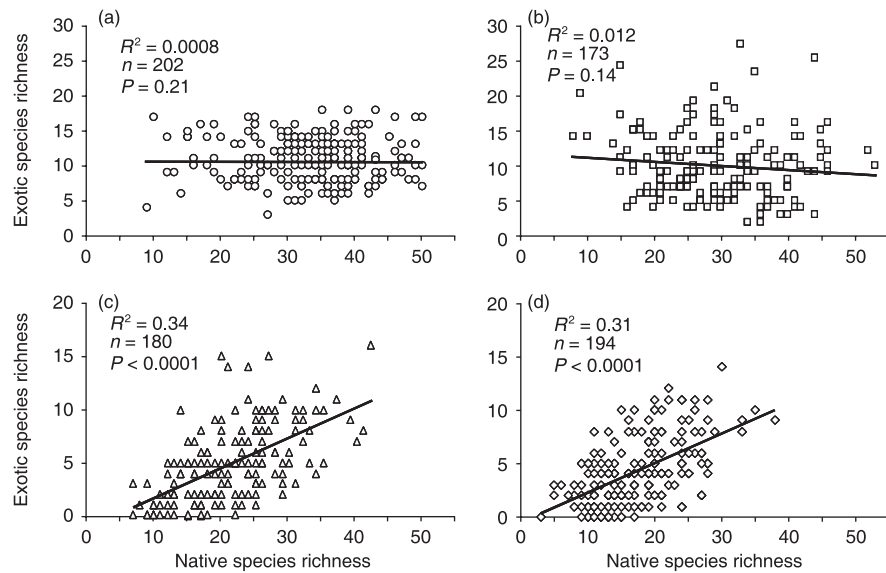 (a)
R² = 0.0008
n = 202
P = 0.21
30
25
20
15
10
5
0
Exotic species richness
0 10 20 30 40 50
(b)
R² = 0.012
n = 173
P = 0.14
30
25
20
15
10
5
0
0 10 20 30 40 50
(c)
R² = 0.34
n = 180
P < 0.0001
20
15
10
5
0
Exotic species richness
0 10 20 30 40 50
Native species richness
(d)
R² = 0.31
n = 194
P < 0.0001
20
15
10
5
0
0 10 20 30 40 50
Native species richness